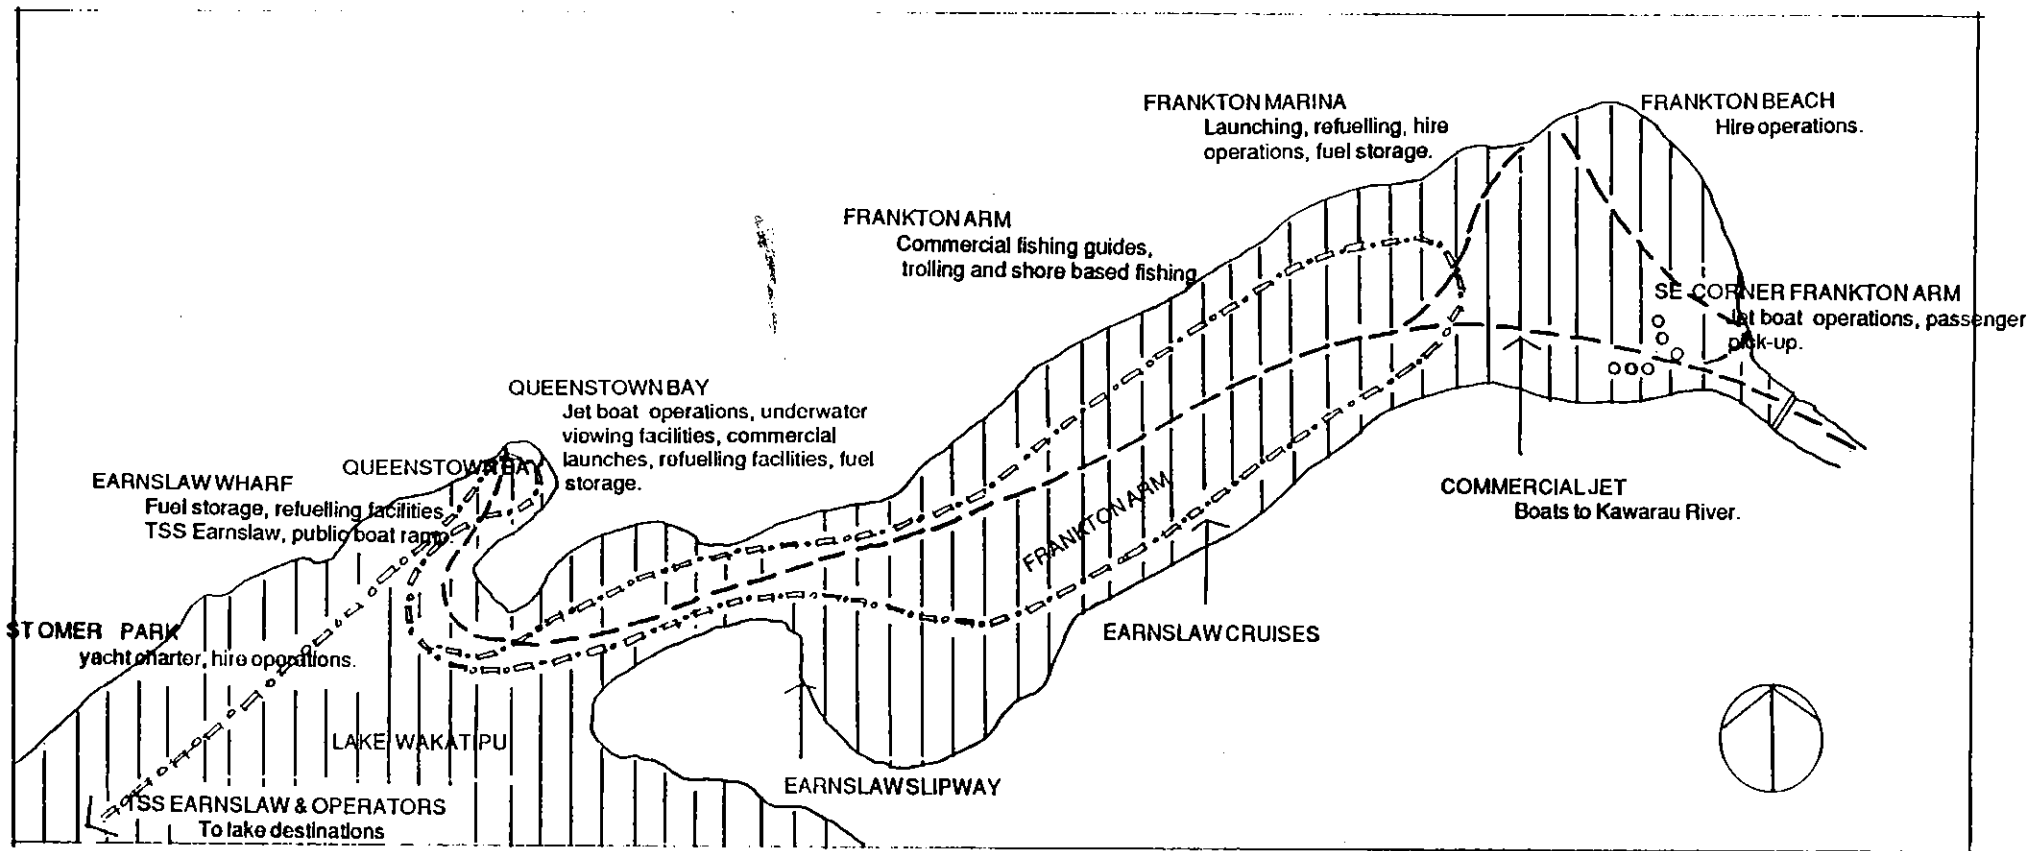 FRANKTON MARINA
Launching, refuelling, hire
operations, fuel storage.
FRANKTON BEACH
Hire operations.
FRANKTON ARM
Commercial fishing guides,
trolling and shore based fishing
SE CORNER FRANKTON ARM
Jet boat operations, passenger
pick-up.
QUEENSTOWN BAY
Jet boat operations, underwater
viewing facilities, commercial
launches, refuelling facilities, fuel
storage.
QUEENSTOWN BAY
EARNSLAW WHARF
Fuel storage, refuelling facilities
TSS Earnslaw, public boat ramp.
FRANKTON ARM
COMMERCIAL JET
Boats to Kawarau River.
EARNSLAW CRUISES
ST OMER PARK
yacht charter, hire operations.
LAKE WAKATIPU
EARNSLAW SLIPWAY
TSS EARNSLAW & OPERATORS
To lake destinations